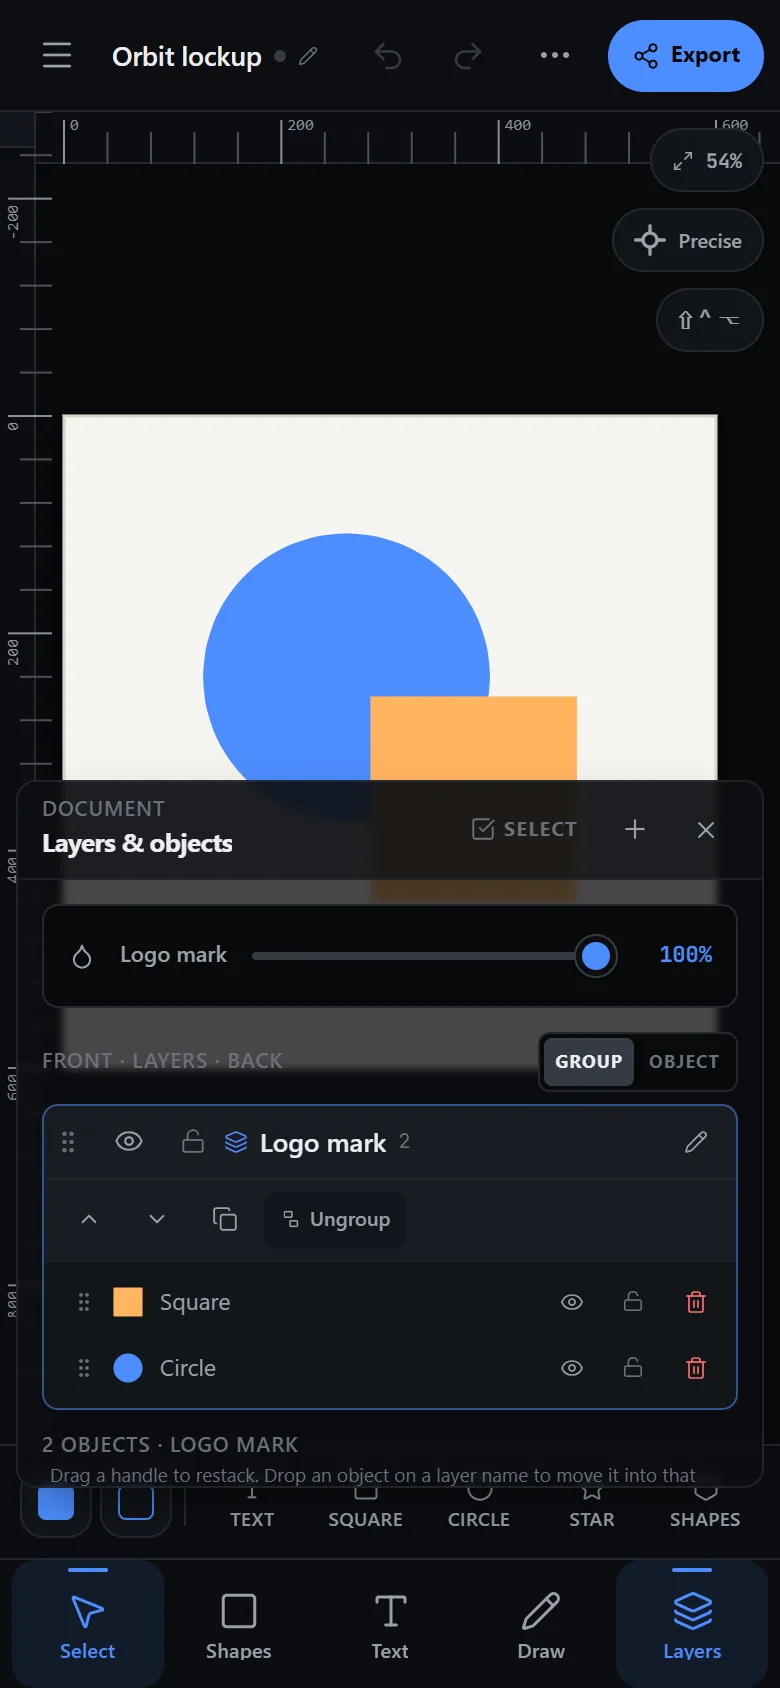 Orbit lockup
Export
0 200 400 600
54%
-200
Precise
⇧ ^ ⌥
0
200
DOCUMENT
Layers & objects
SELECT
400
Logo mark
100%
FRONT · LAYERS · BACK
GROUP OBJECT
600
Logo mark 2
Ungroup
Square
800
Circle
2 OBJECTS · LOGO MARK
Drag a handle to restack. Drop an object on a layer name to move it into that
TEXT SQUARE CIRCLE STAR SHAPES
Select Shapes Text Draw Layers